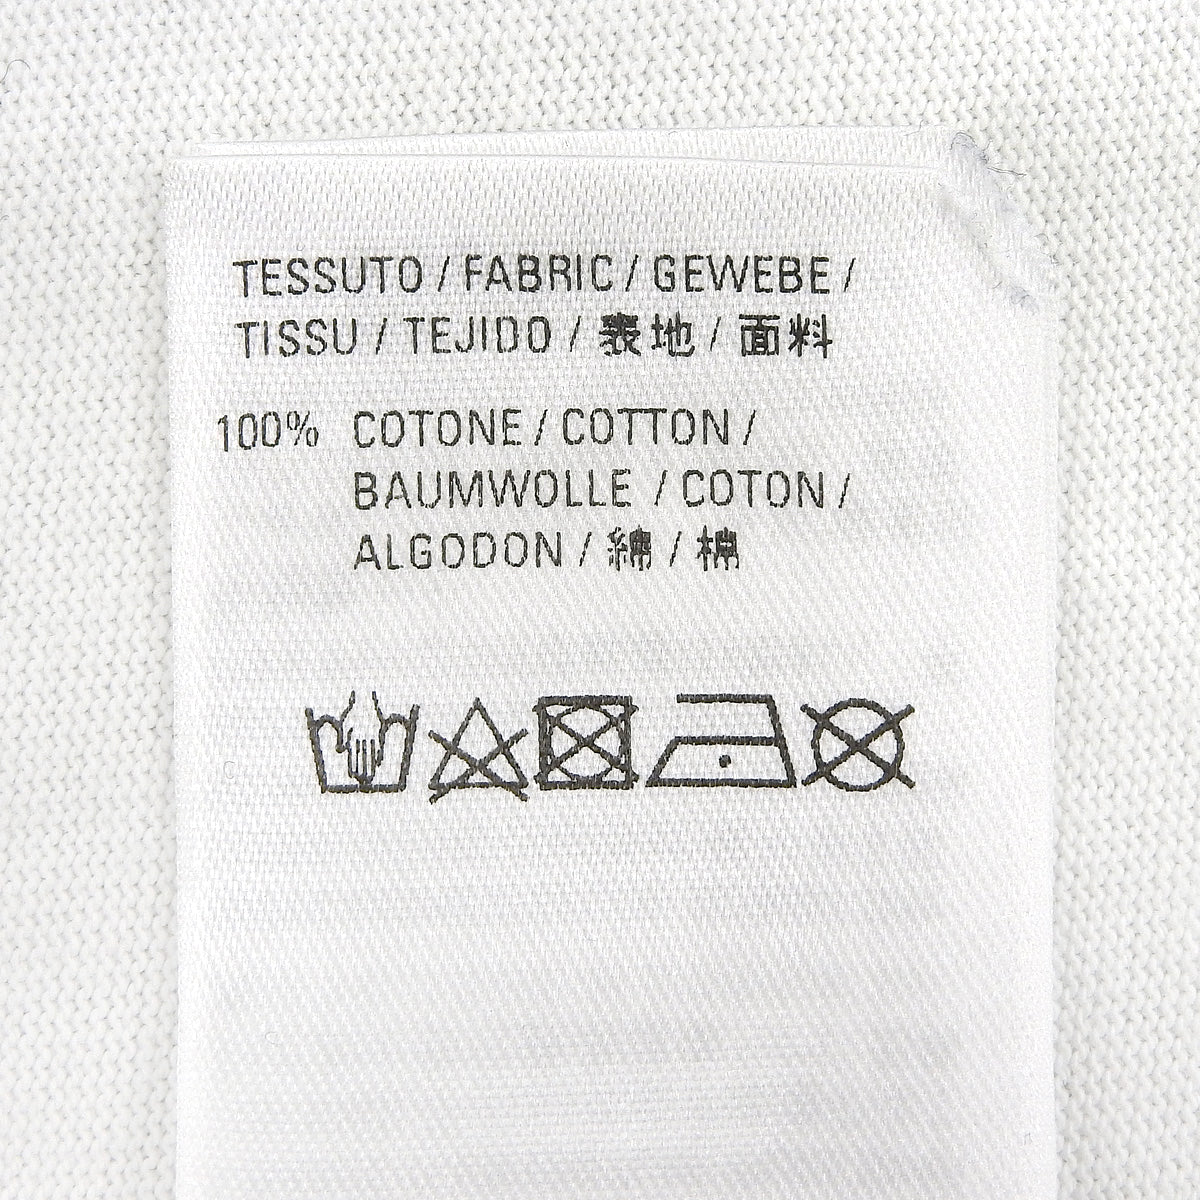 TESSUTO / FABRIC / GEWEBE /
TISSU / TEJIDO / 表地 / 面料
100% COTONE / COTTON /
BAUMWOLLE / COTON /
ALGODON / 綿 / 棉